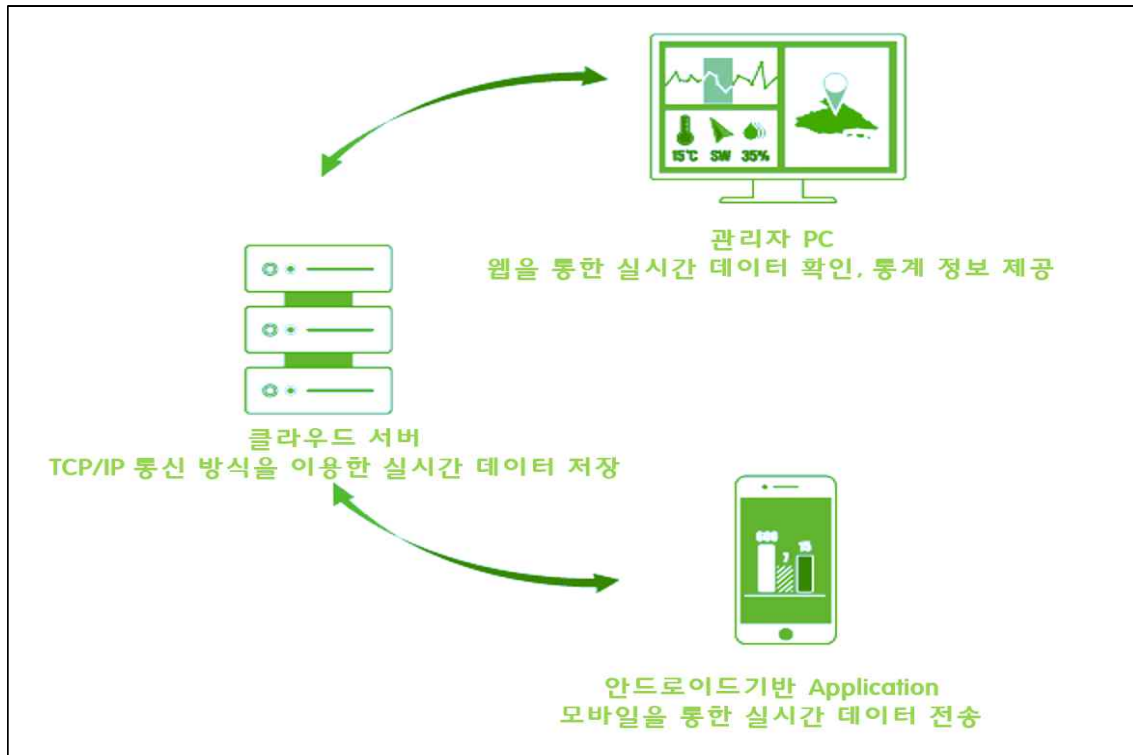 15℃ SW 35%
관리자 PC
웹을 통한 실시간 데이터 확인, 통계 정보 제공
클라우드 서버
TCP/IP 통신 방식을 이용한 실시간 데이터 저장
7 15
안드로이드기반 Application
모바일을 통한 실시간 데이터 전송